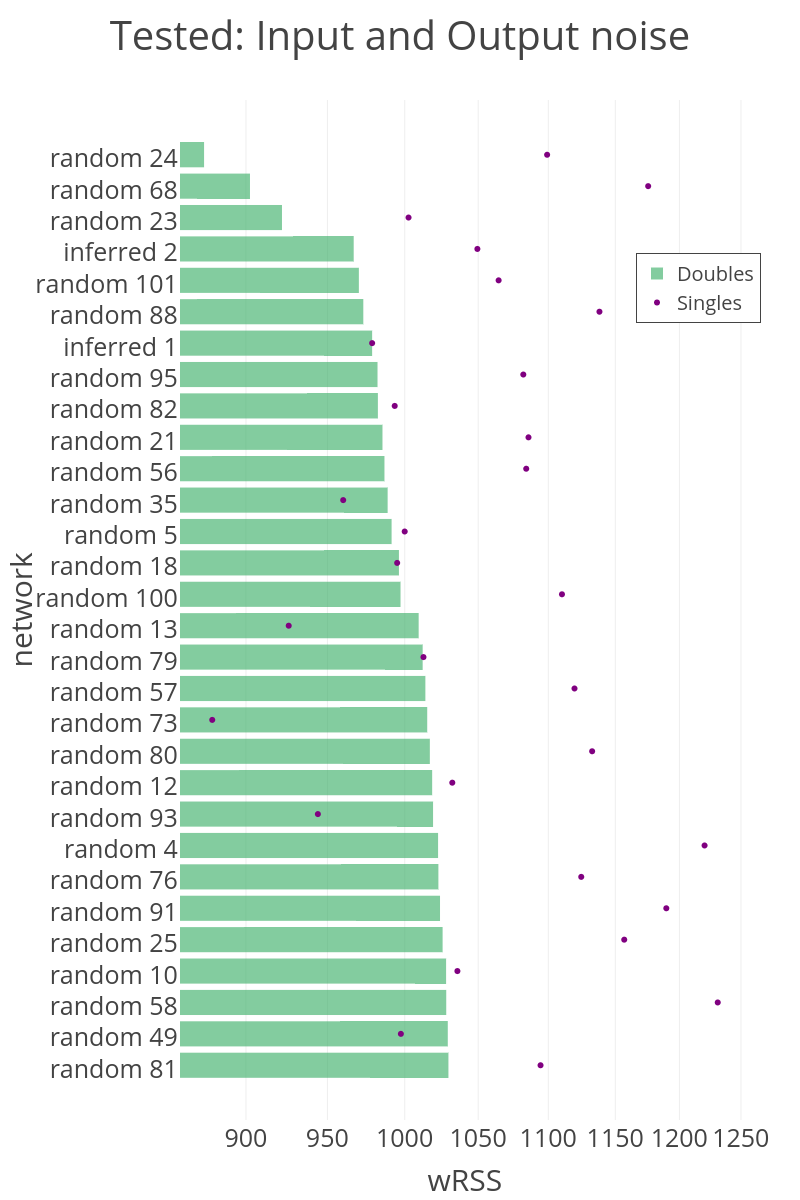 Tested: Input and Output noise
random 24
random 68
random 23
inferred 2
random 101
random 88
inferred 1
random 95
random 82
random 21
random 56
random 35
random 5
random 18
random 100
random 13
random 79
random 57
random 73
random 80
random 12
random 93
random 4
random 76
random 91
random 25
random 10
random 58
random 49
random 81
network
Doubles
Singles
900 950 1000 1050 1100 1150 1200 1250
wRSS